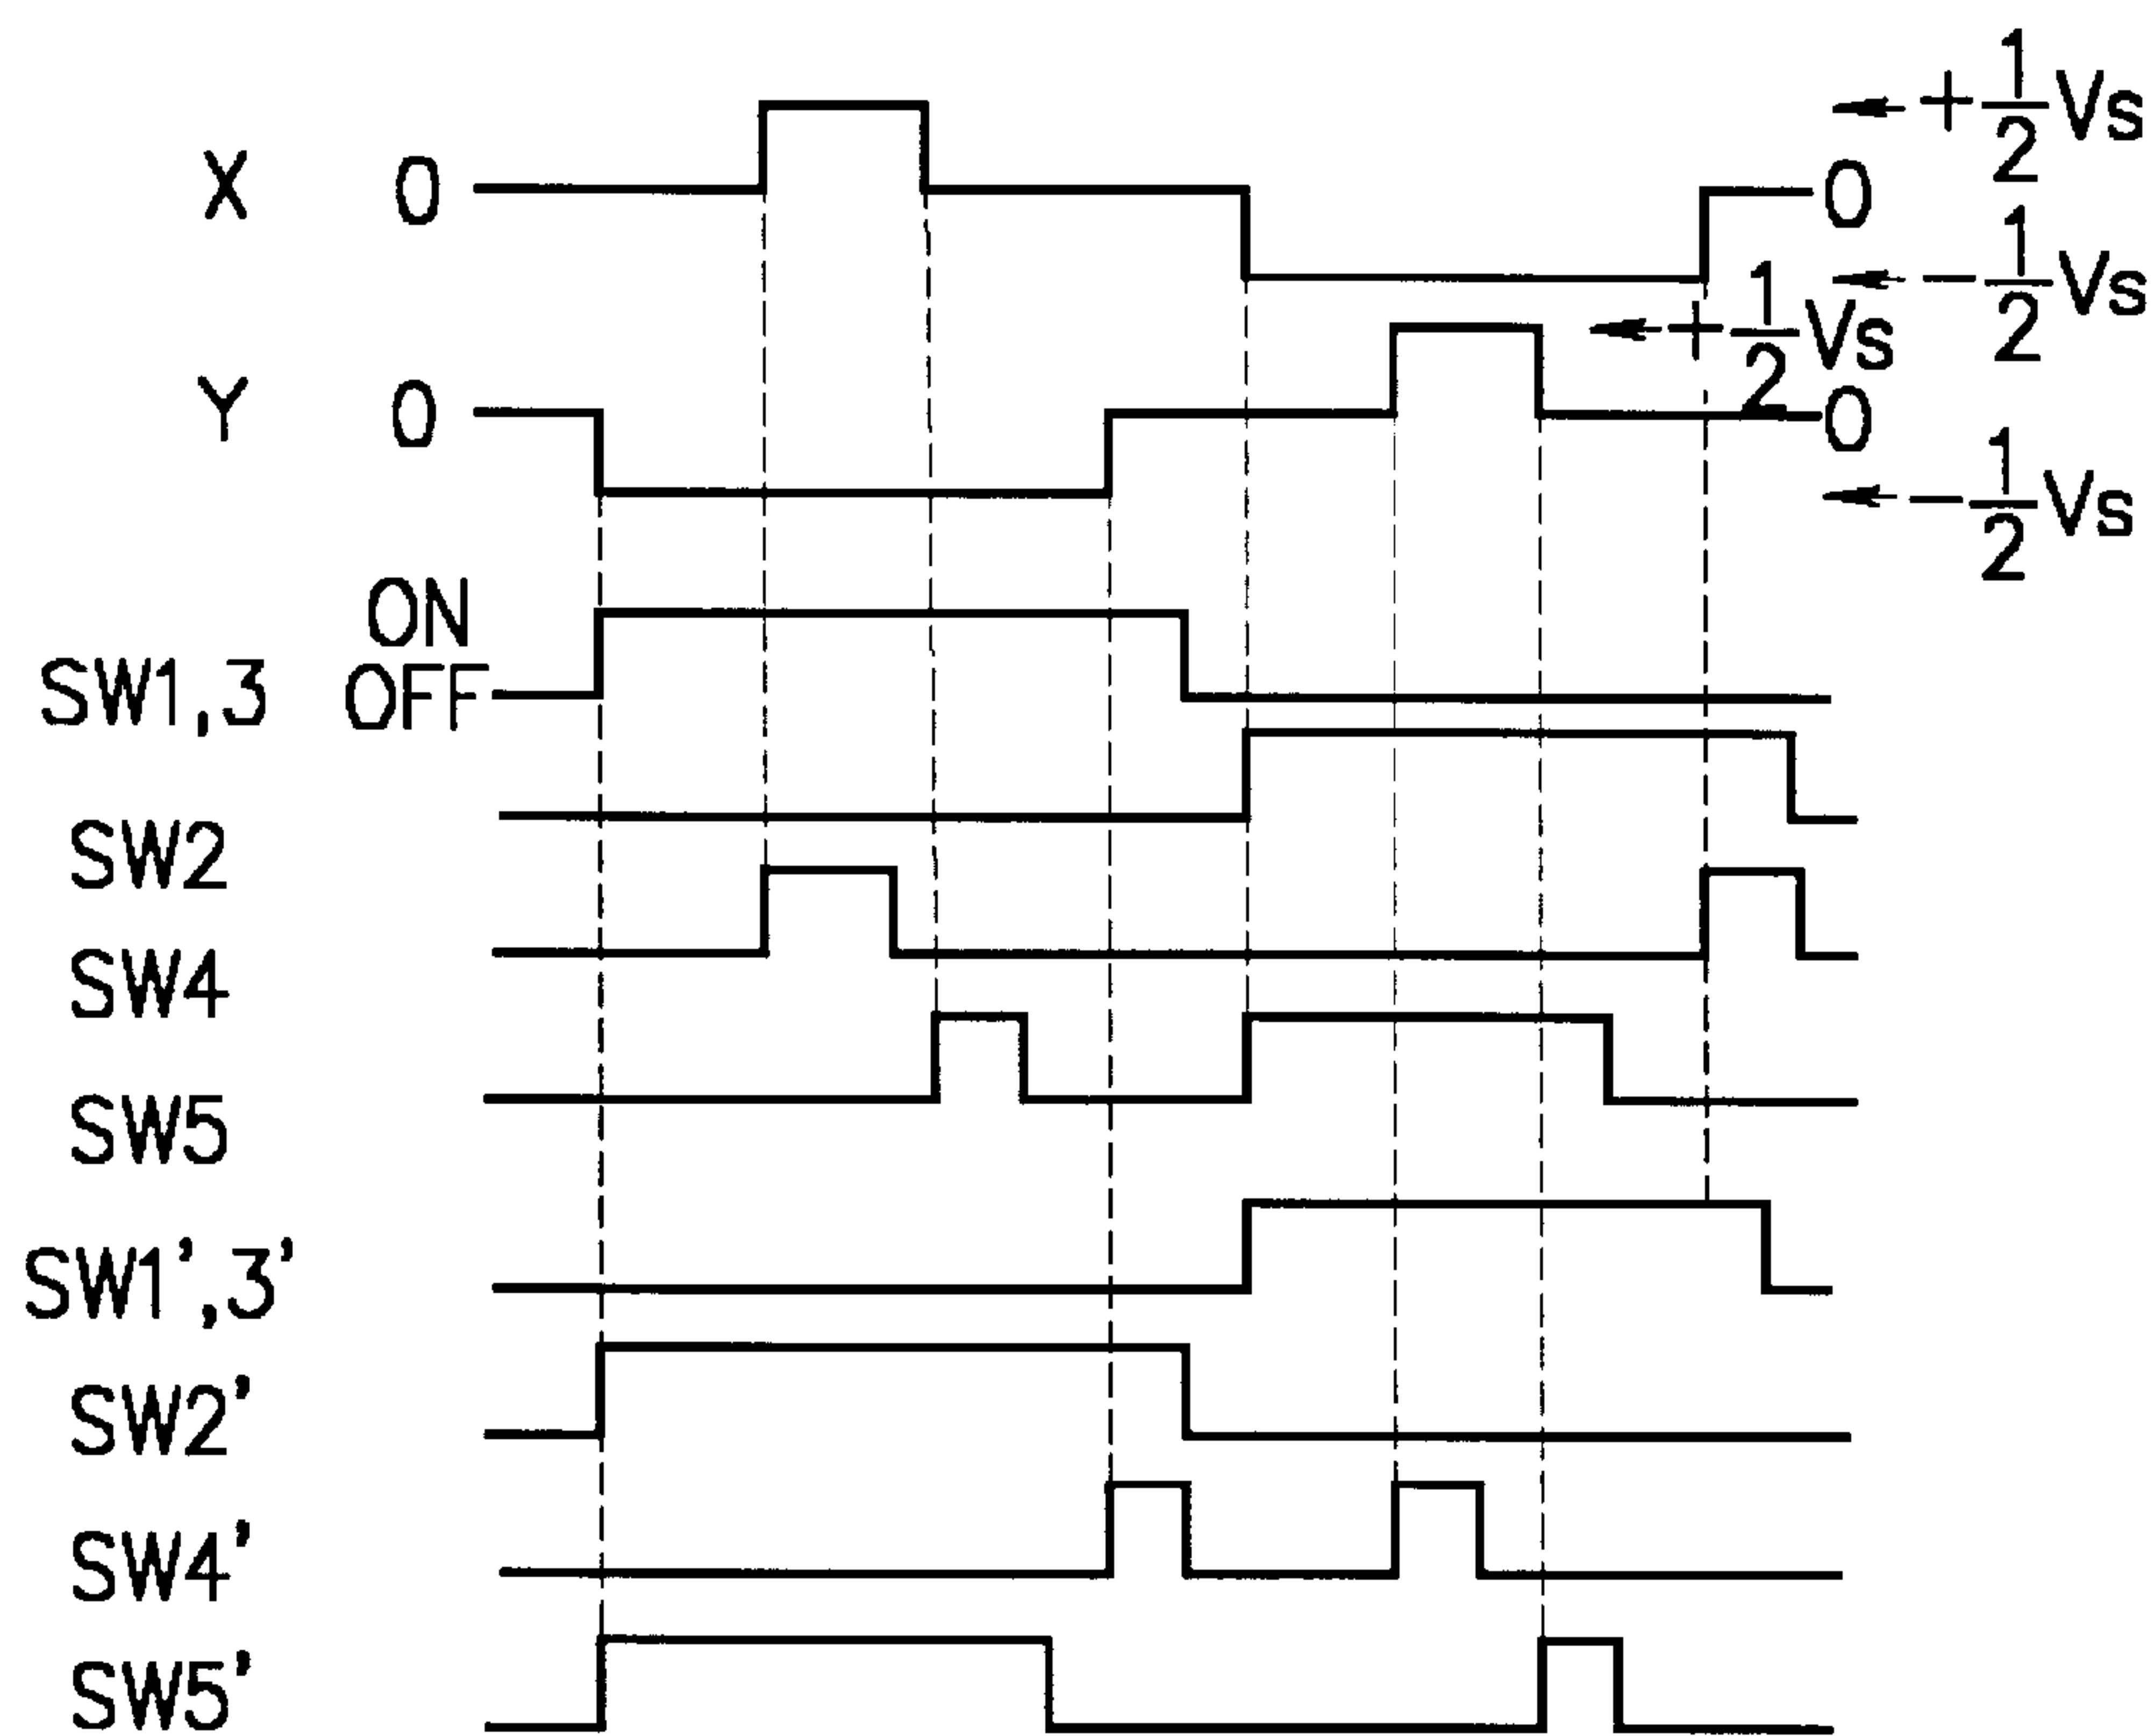 X 0 +1/2Vs
0
-1/2Vs
Y 0 +1/2Vs
0
-1/2Vs
ON
SW1,3 OFF
SW2
SW4
SW5
SW1',3'
SW2'
SW4'
SW5'